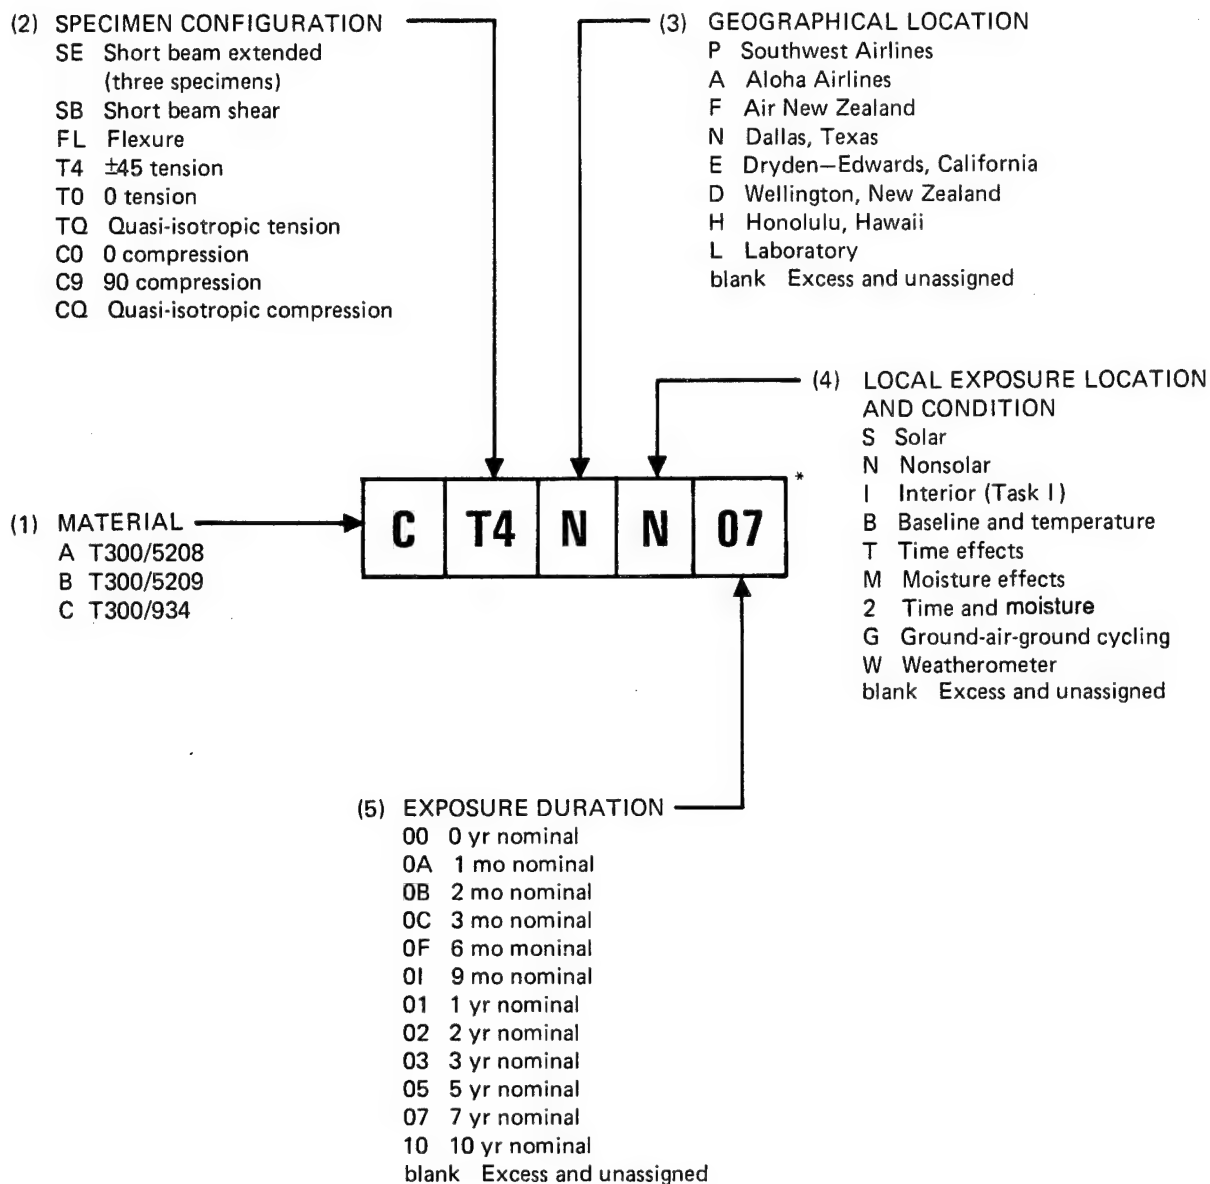 (2) SPECIMEN CONFIGURATION
SE Short beam extended
(three specimens)
SB Short beam shear
FL Flexure
T4 ±45 tension
T0 0 tension
TQ Quasi-isotropic tension
C0 0 compression
C9 90 compression
CQ Quasi-isotropic compression
(3) GEOGRAPHICAL LOCATION
P Southwest Airlines
A Aloha Airlines
F Air New Zealand
N Dallas, Texas
E Dryden—Edwards, California
D Wellington, New Zealand
H Honolulu, Hawaii
L Laboratory
blank Excess and unassigned
(4) LOCAL EXPOSURE LOCATION
AND CONDITION
S Solar
N Nonsolar
I Interior (Task I)
B Baseline and temperature
T Time effects
M Moisture effects
2 Time and moisture
G Ground-air-ground cycling
W Weatherometer
blank Excess and unassigned
(1) MATERIAL
A T300/5208
B T300/5209
C T300/934
C T4 N N 07 *
(5) EXPOSURE DURATION
00 0 yr nominal
0A 1 mo nominal
0B 2 mo nominal
0C 3 mo nominal
0F 6 mo moninal
0I 9 mo nominal
01 1 yr nominal
02 2 yr nominal
03 3 yr nominal
05 5 yr nominal
07 7 yr nominal
10 10 yr nominal
blank Excess and unassigned